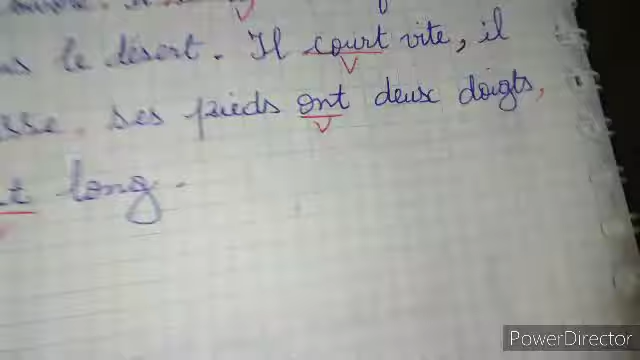 le désert. Il court vite, il
V
ses pieds ont deux doigts,
V
long.
PowerDirector